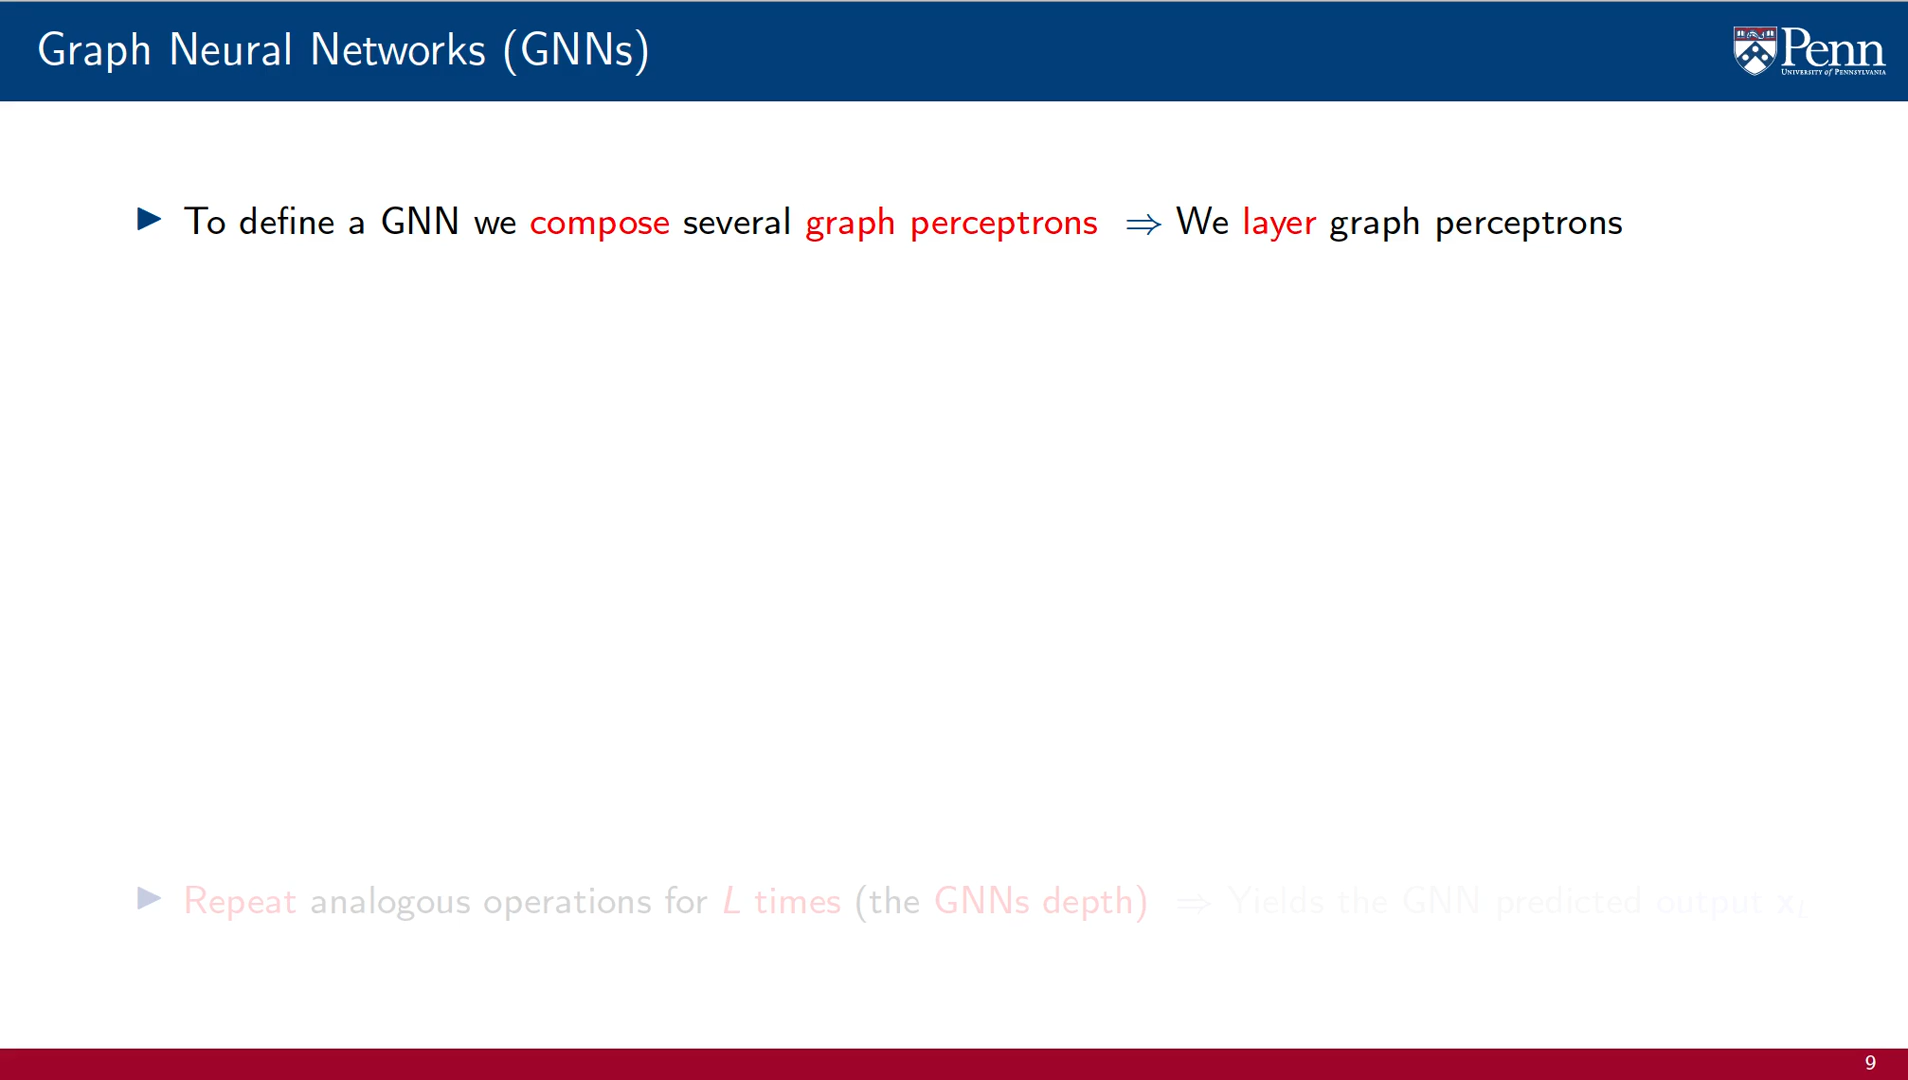 Graph Neural Networks (GNNs)
Penn
UNIVERSITY of PENNSYLVANIA
▶ To define a GNN we compose several graph perceptrons ⇒ We layer graph perceptrons
▶ Repeat analogous operations for L times (the GNNs depth) ⇒ Yields the GNN predicted output x_L
9